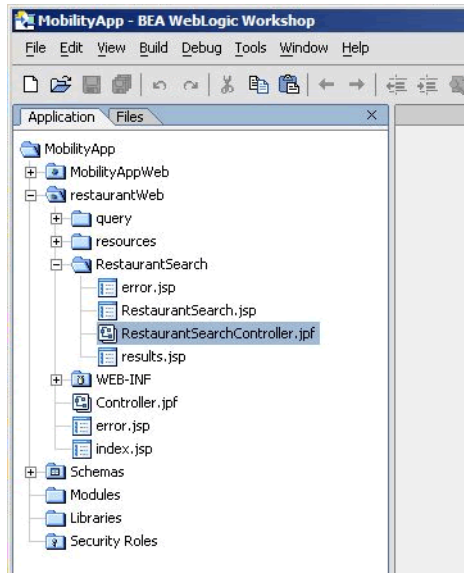 MobilityApp - BEA WebLogic Workshop
File Edit View Build Debug Tools Window Help
Application Files
MobilityApp
MobilityAppWeb
restaurantWeb
query
resources
RestaurantSearch
error.jsp
RestaurantSearch.jsp
RestaurantSearchController.jpf
results.jsp
WEB-INF
Controller.jpf
error.jsp
index.jsp
Schemas
Modules
Libraries
Security Roles